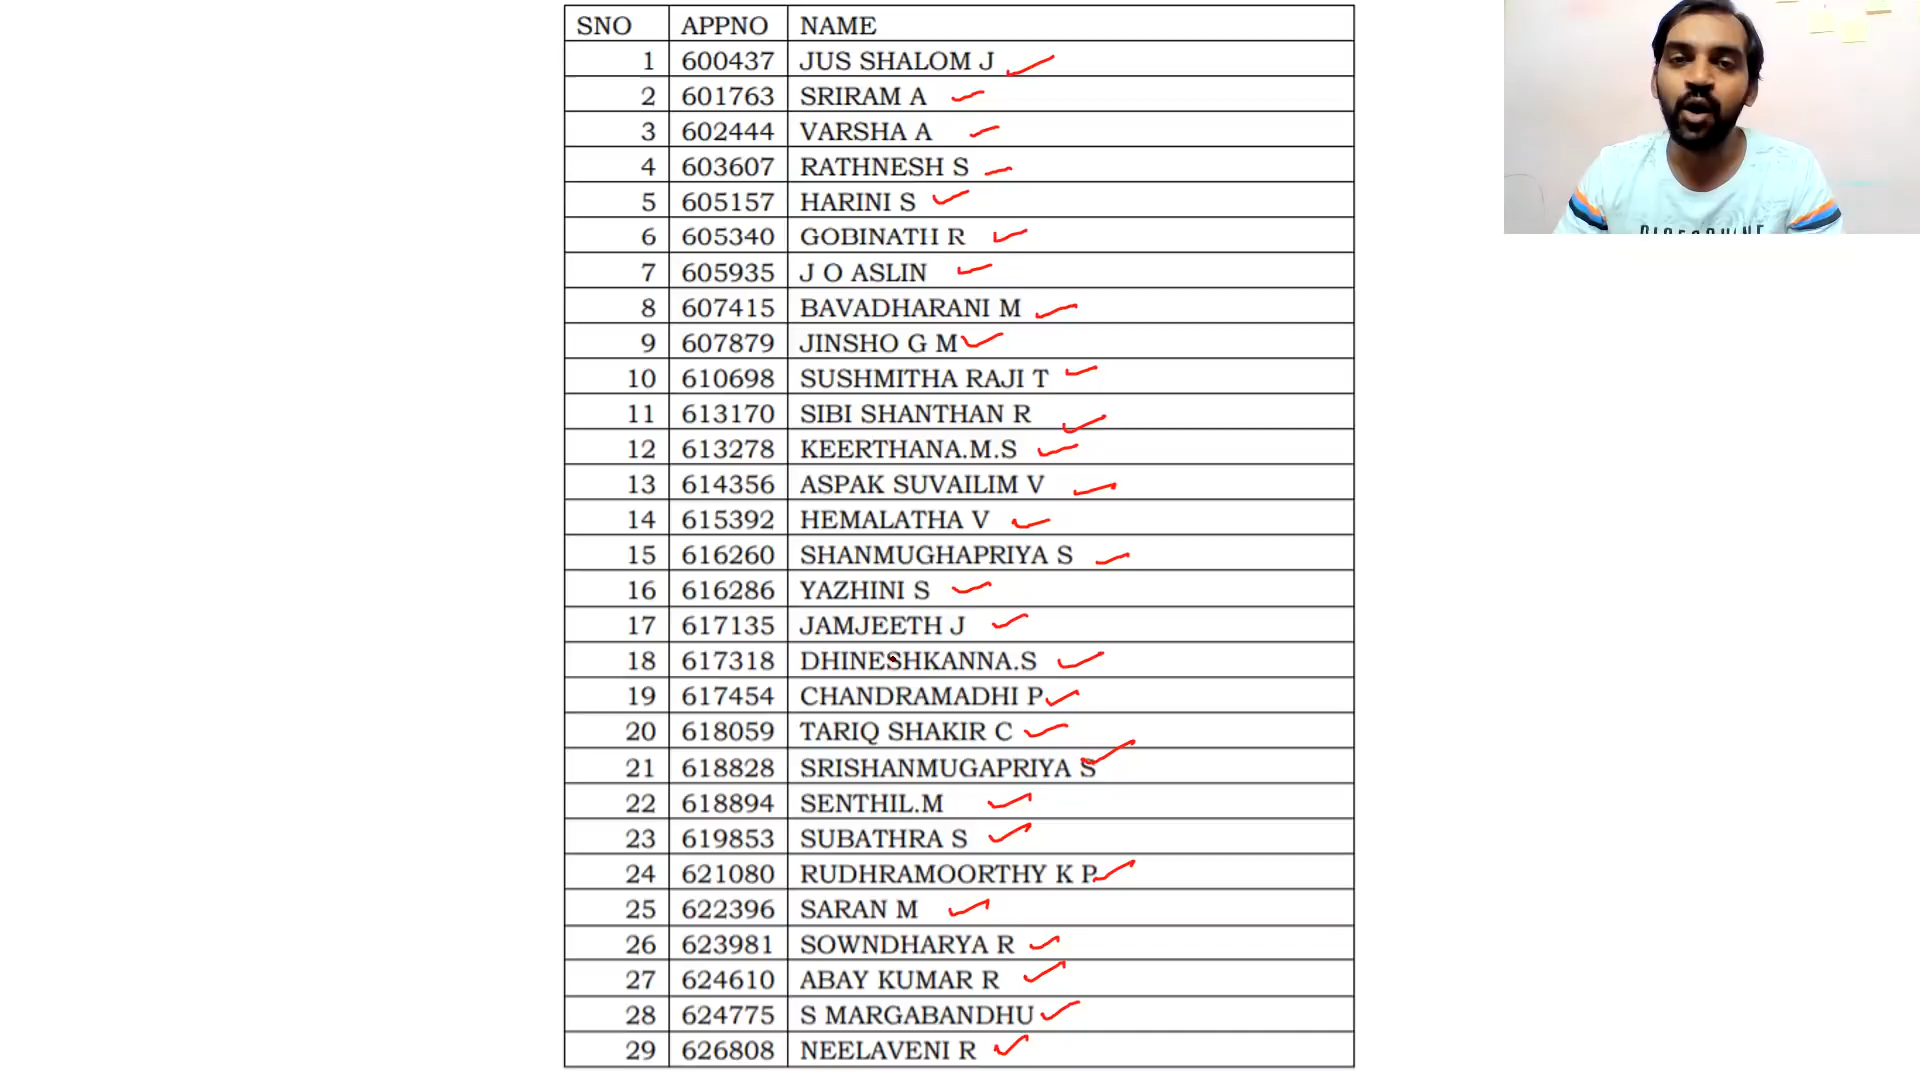 SNO APPNO NAME
1 600437 JUS SHALOM J
2 601763 SRIRAM A
3 602444 VARSHA A
4 603607 RATHNESH S
5 605157 HARINI S
6 605340 GOBINATH R
7 605935 J O ASLIN
8 607415 BAVADHARANI M
9 607879 JINSHO G M
10 610698 SUSHMITHA RAJI T
11 613170 SIBI SHANTHAN R
12 613278 KEERTHANA.M.S
13 614356 ASPAK SUVAILIM V
14 615392 HEMALATHA V
15 616260 SHANMUGHAPRIYA S
16 616286 YAZHINI S
17 617135 JAMJEETH J
18 617318 DHINESHKANNA.S
19 617454 CHANDRAMADHI P
20 618059 TARIQ SHAKIR C
21 618828 SRISHANMUGAPRIYA S
22 618894 SENTHIL.M
23 619853 SUBATHRA S
24 621080 RUDHRAMOORTHY K P
25 622396 SARAN M
26 623981 SOWNDHARYA R
27 624610 ABAY KUMAR R
28 624775 S MARGABANDHU
29 626808 NEELAVENI R